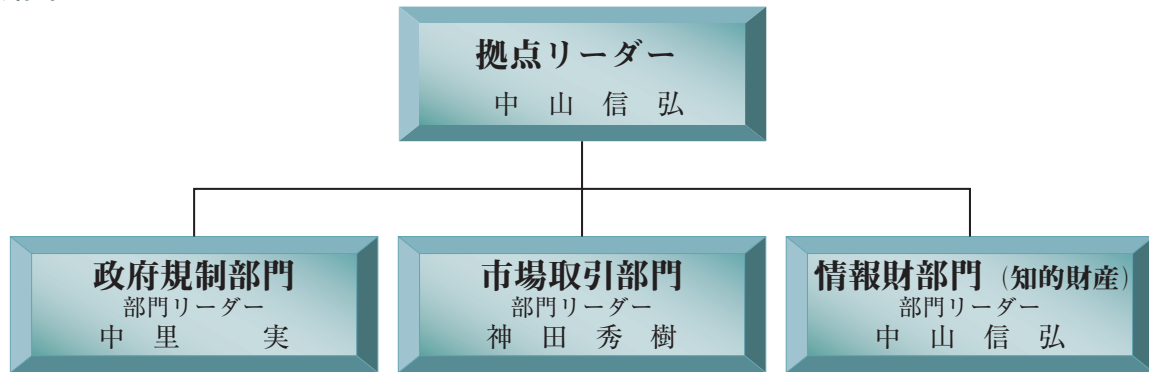 拠点リーダー
中 山 信 弘
政府規制部門
部門リーダー
中 里 実
市場取引部門
部門リーダー
神 田 秀 樹
情報財部門（知的財産）
部門リーダー
中 山 信 弘